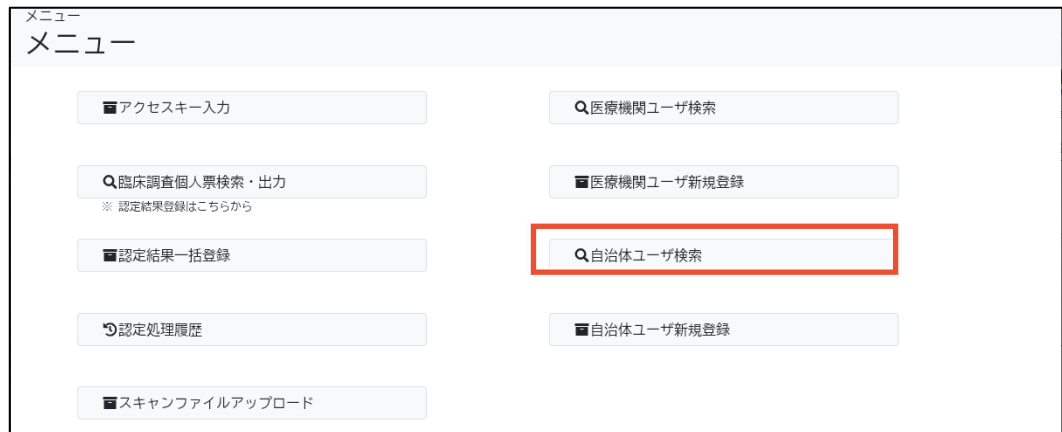 メニュー
メニュー
アクセスキー入力
臨床調査個人票検索・出力
※ 認定結果登録はこちらから
認定結果一括登録
認定処理履歴
スキャンファイルアップロード
医療機関ユーザ検索
医療機関ユーザ新規登録
自治体ユーザ検索
自治体ユーザ新規登録